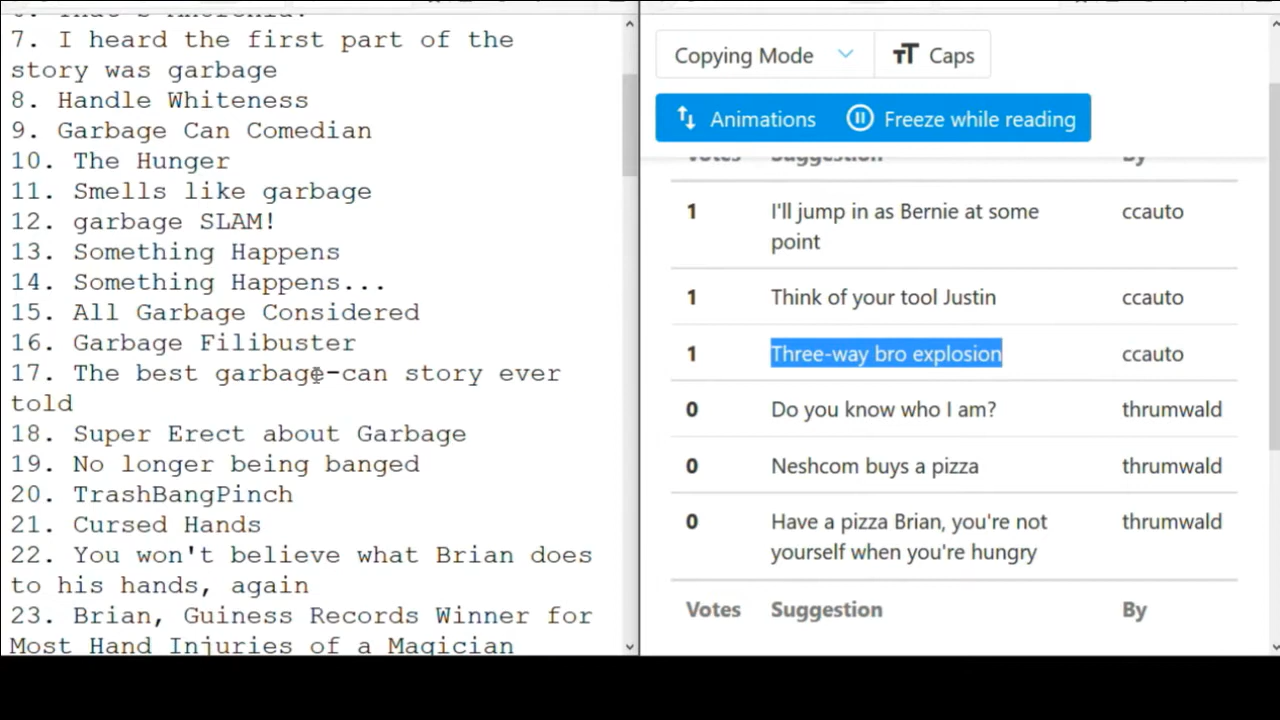 7. I heard the first part of the
story was garbage
8. Handle Whiteness
9. Garbage Can Comedian
10. The Hunger
11. Smells like garbage
12. garbage SLAM!
13. Something Happens
14. Something Happens...
15. All Garbage Considered
16. Garbage Filibuster
17. The best garbage-can story ever
told
18. Super Erect about Garbage
19. No longer being banged
20. TrashBangPinch
21. Cursed Hands
22. You won't believe what Brian does
to his hands, again
23. Brian, Guiness Records Winner for
Most Hand Injuries of a Magician
Copying Mode Caps
Animations Freeze while reading
Votes Suggestion By
1 I'll jump in as Bernie at some ccauto
point
1 Think of your tool Justin ccauto
1 Three-way bro explosion ccauto
0 Do you know who I am? thrumwald
0 Neshcom buys a pizza thrumwald
0 Have a pizza Brian, you're not thrumwald
yourself when you're hungry
Votes Suggestion By